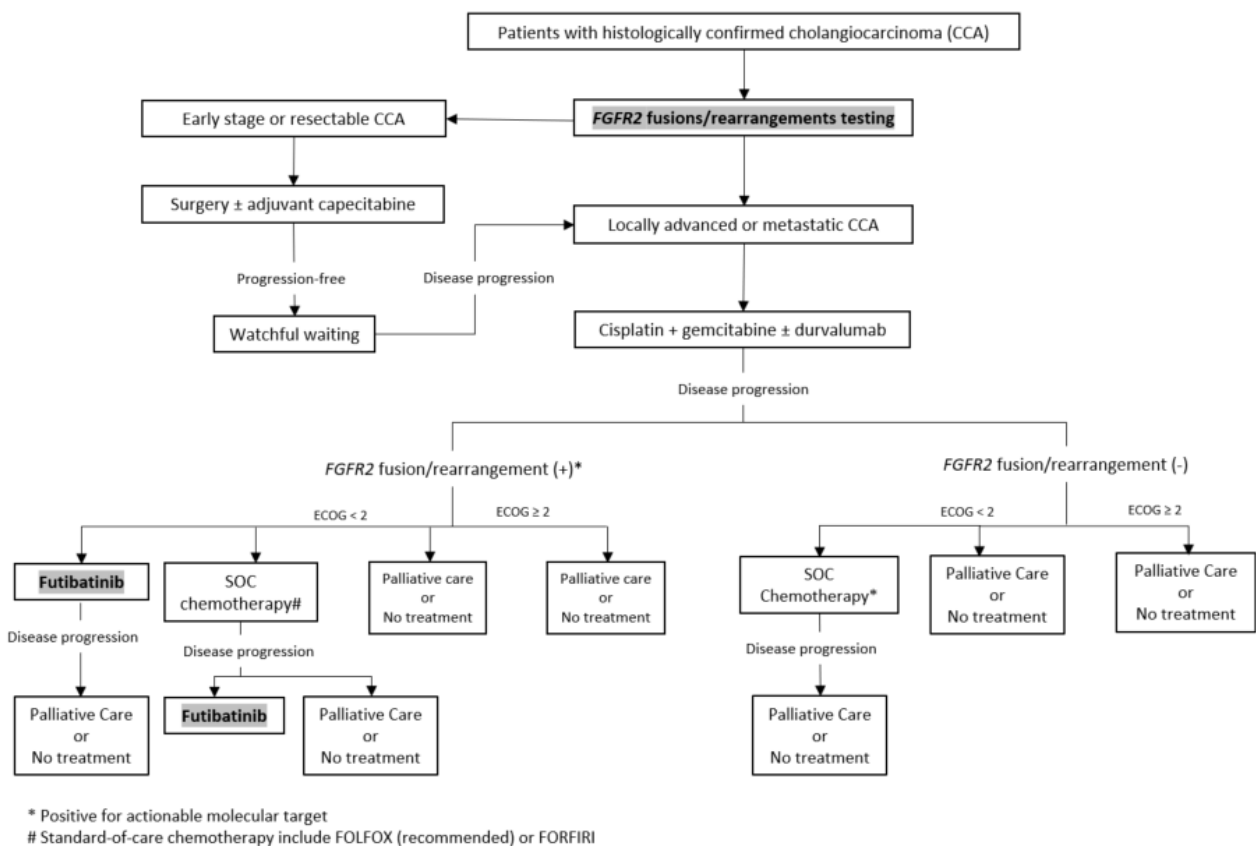 Patients with histologically confirmed cholangiocarcinoma (CCA)
Early stage or resectable CCA
FGFR2 fusions/rearrangements testing
Surgery ± adjuvant capecitabine
Locally advanced or metastatic CCA
Progression-free
Disease progression
Watchful waiting
Cisplatin + gemcitabine ± durvalumab
Disease progression
FGFR2 fusion/rearrangement (+)*
FGFR2 fusion/rearrangement (-)
ECOG < 2
ECOG ≥ 2
ECOG < 2
ECOG ≥ 2
Futibatinib
SOC
chemotherapy#
Palliative care
or
No treatment
Palliative care
or
No treatment
SOC
Chemotherapy*
Palliative Care
or
No treatment
Palliative Care
or
No treatment
Disease progression
Disease progression
Disease progression
Palliative Care
or
No treatment
Futibatinib
Palliative Care
or
No treatment
Palliative Care
or
No treatment
* Positive for actionable molecular target
# Standard-of-care chemotherapy include FOLFOX (recommended) or FORFIRI